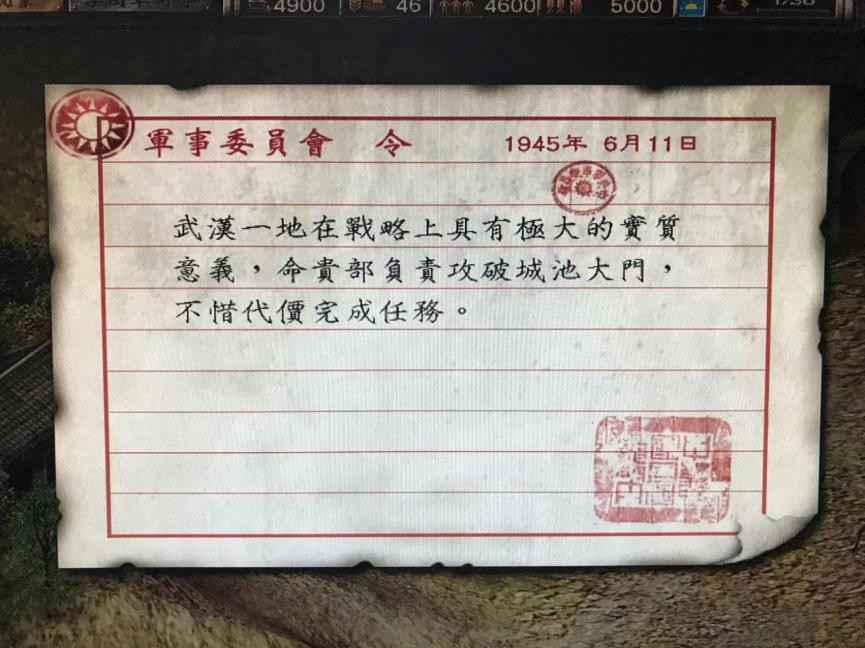 4900 46 4600 5000
軍事委員會 令 1945年 6月11日
武漢一地在戰略上具有極大的實質
意義，命貴部負責攻破城池大門，
不惜代價完成任務。